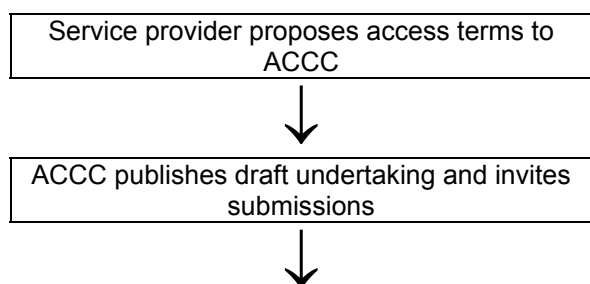 Service provider proposes access terms to
ACCC
ACCC publishes draft undertaking and invites
submissions